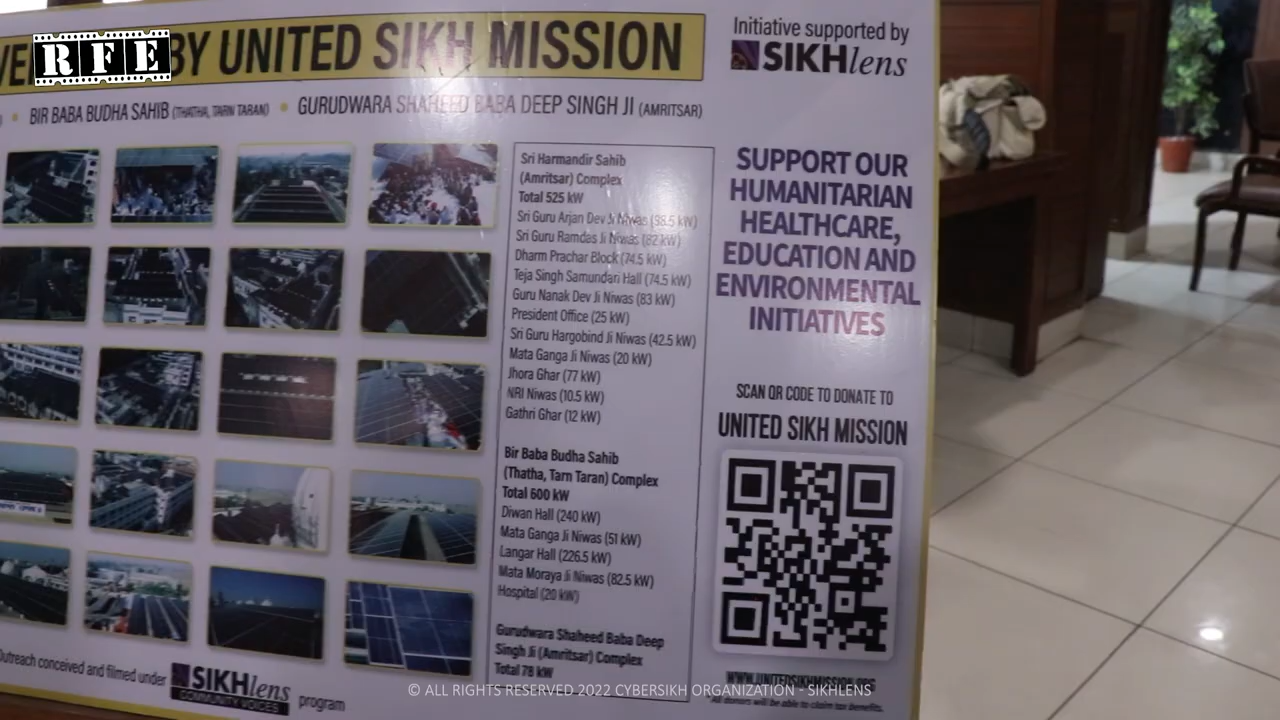 RFE
BY UNITED SIKH MISSION
BIR BABA BUDHA SAHIB (THATHA, TARN TARAN) • GURUDWARA SHAHEED BABA DEEP SINGH JI (AMRITSAR)
Sri Harmandir Sahib
(Amritsar) Complex
Total 525 kW
Sri Guru Arjan Dev Ji Niwas (98.5 kW)
Sri Guru Ramdas Ji Niwas (82 kW)
Dharm Prachar Block (74.5 kW)
Teja Singh Samundari Hall (74.5 kW)
Guru Nanak Dev Ji Niwas (83 kW)
President Office (25 kW)
Sri Guru Hargobind Ji Niwas (42.5 kW)
Mata Ganga Ji Niwas (20 kW)
Jhora Ghar (77 kW)
NRI Niwas (10.5 kW)
Gathri Ghar (12 kW)
Bir Baba Budha Sahib
(Thatha, Tarn Taran) Complex
Total 600 kW
Diwan Hall (240 kW)
Mata Ganga Ji Niwas (51 kW)
Langar Hall (226.5 kW)
Mata Moraya Ji Niwas (82.5 kW)
Hospital (20 kW)
Gurudwara Shaheed Baba Deep
Singh Ji (Amritsar) Complex
Total 78 kW
Initiative supported by
SIKHlens
SUPPORT OUR
HUMANITARIAN
HEALTHCARE,
EDUCATION AND
ENVIRONMENTAL
INITIATIVES
SCAN QR CODE TO DONATE TO
UNITED SIKH MISSION
WWW.UNITEDSIKHMISSION.ORG
* All donors will be able to claim tax benefits.
Outreach conceived and filmed under SIKHlens program
COMMUNITY VOICES
© ALL RIGHTS RESERVED 2022 CYBERSIKH ORGANIZATION - SIKHLENS